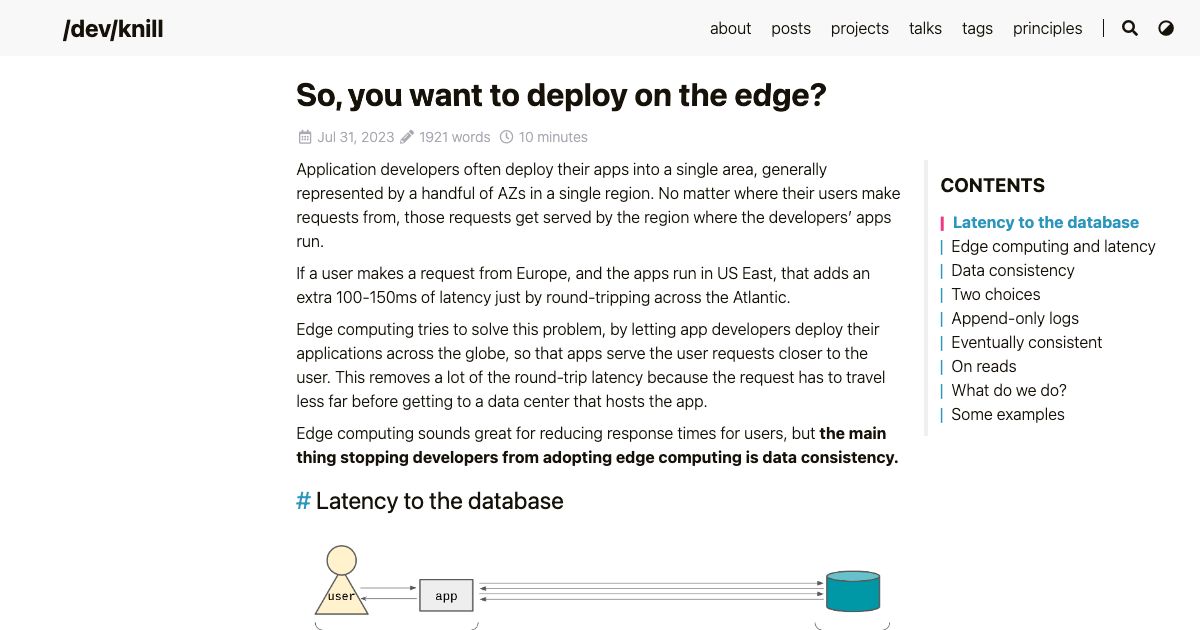 /dev/knill
about posts projects talks tags principles
So, you want to deploy on the edge?
Jul 31, 2023 1921 words 10 minutes
Application developers often deploy their apps into a single area, generally
represented by a handful of AZs in a single region. No matter where their users make
requests from, those requests get served by the region where the developers’ apps
run.
If a user makes a request from Europe, and the apps run in US East, that adds an
extra 100-150ms of latency just by round-tripping across the Atlantic.
Edge computing tries to solve this problem, by letting app developers deploy their
applications across the globe, so that apps serve the user requests closer to the
user. This removes a lot of the round-trip latency because the request has to travel
less far before getting to a data center that hosts the app.
Edge computing sounds great for reducing response times for users, but the main
thing stopping developers from adopting edge computing is data consistency.
# Latency to the database
user
app
CONTENTS
Latency to the database
Edge computing and latency
Data consistency
Two choices
Append-only logs
Eventually consistent
On reads
What do we do?
Some examples